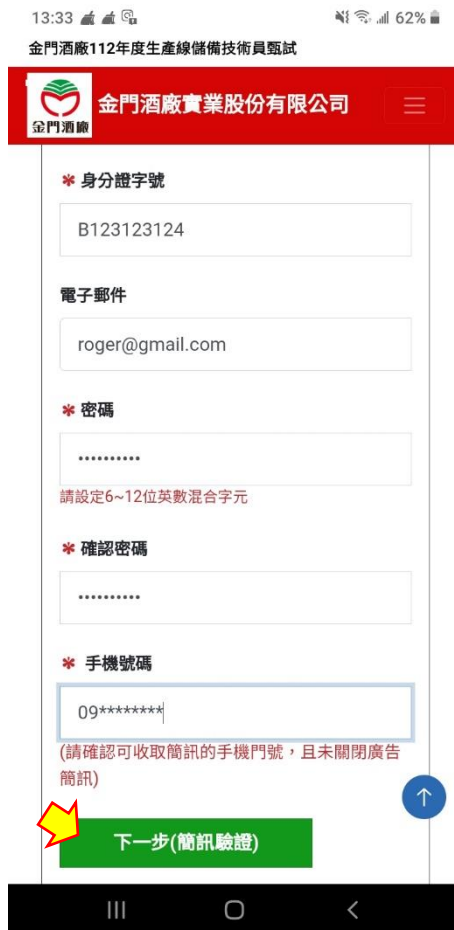 13:33
62%
金門酒廠112年度生產線儲備技術員甄試
金門酒廠
金門酒廠實業股份有限公司
* 身分證字號
B123123124
電子郵件
roger@gmail.com
* 密碼
••••••••••
請設定6~12位英數混合字元
* 確認密碼
••••••••••
* 手機號碼
09********
(請確認可收取簡訊的手機門號，且未關閉廣告
簡訊)
下一步(簡訊驗證)